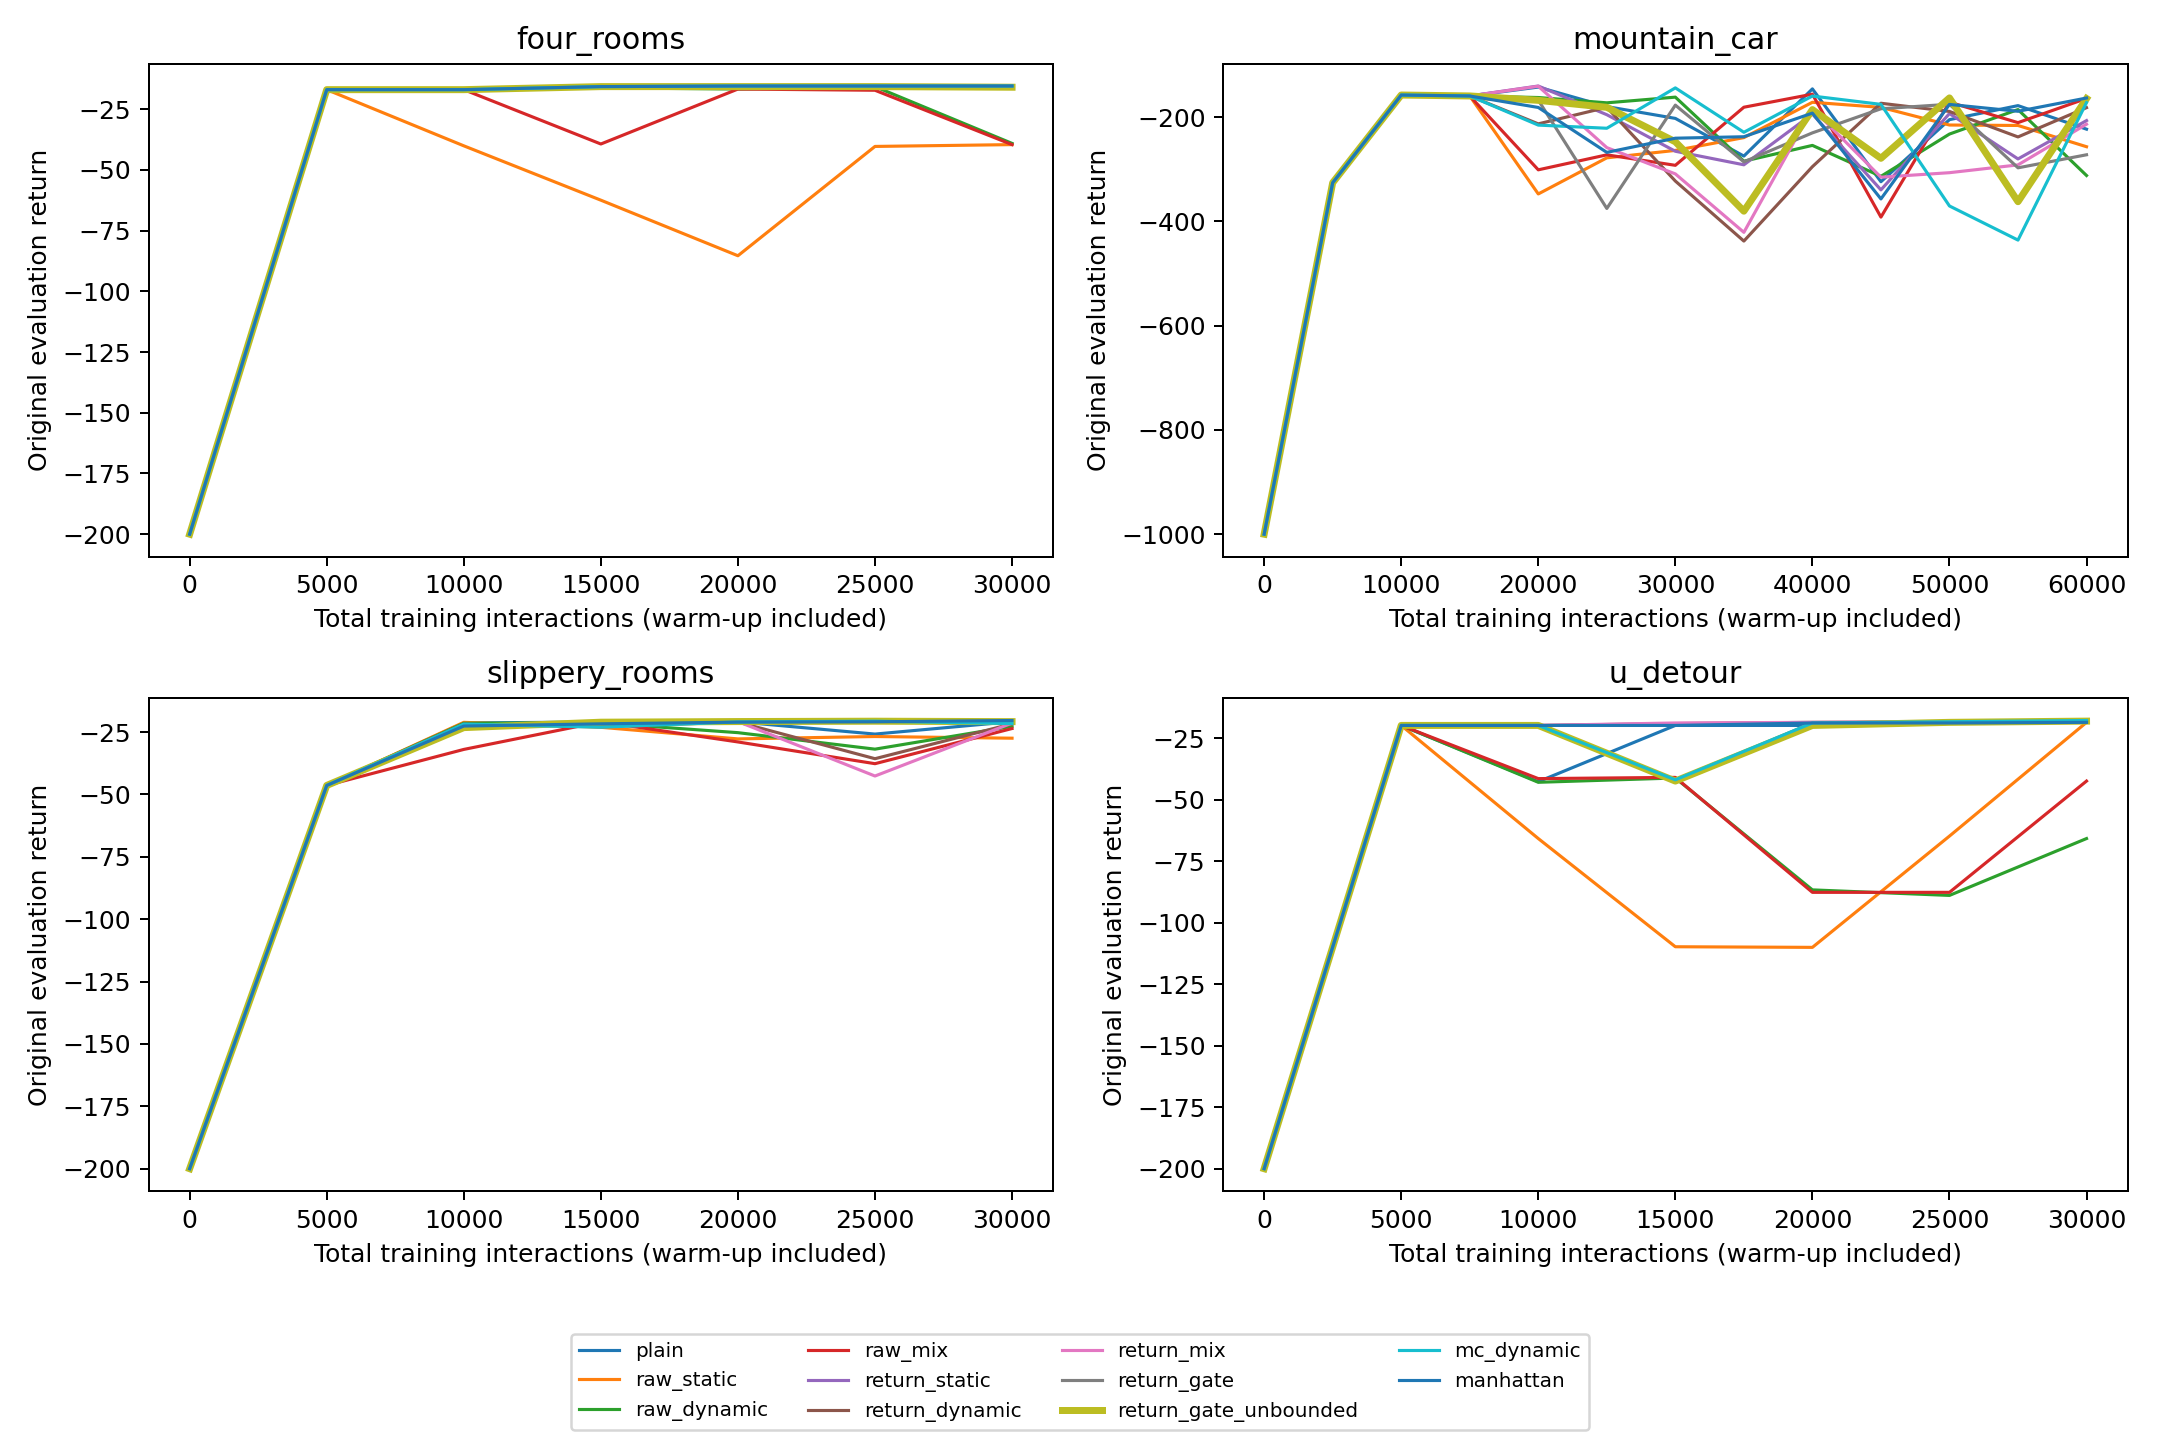 four_rooms
−25
−50
−75
−100
−125
−150
−175
−200
0 5000 10000 15000 20000 25000 30000
Original evaluation return
Total training interactions (warm-up included)
mountain_car
−200
−400
−600
−800
−1000
0 10000 20000 30000 40000 50000 60000
Original evaluation return
Total training interactions (warm-up included)
slippery_rooms
−25
−50
−75
−100
−125
−150
−175
−200
0 5000 10000 15000 20000 25000 30000
Original evaluation return
Total training interactions (warm-up included)
u_detour
−25
−50
−75
−100
−125
−150
−175
−200
0 5000 10000 15000 20000 25000 30000
Original evaluation return
Total training interactions (warm-up included)
plain
raw_static
raw_dynamic
raw_mix
return_static
return_dynamic
return_mix
return_gate
return_gate_unbounded
mc_dynamic
manhattan